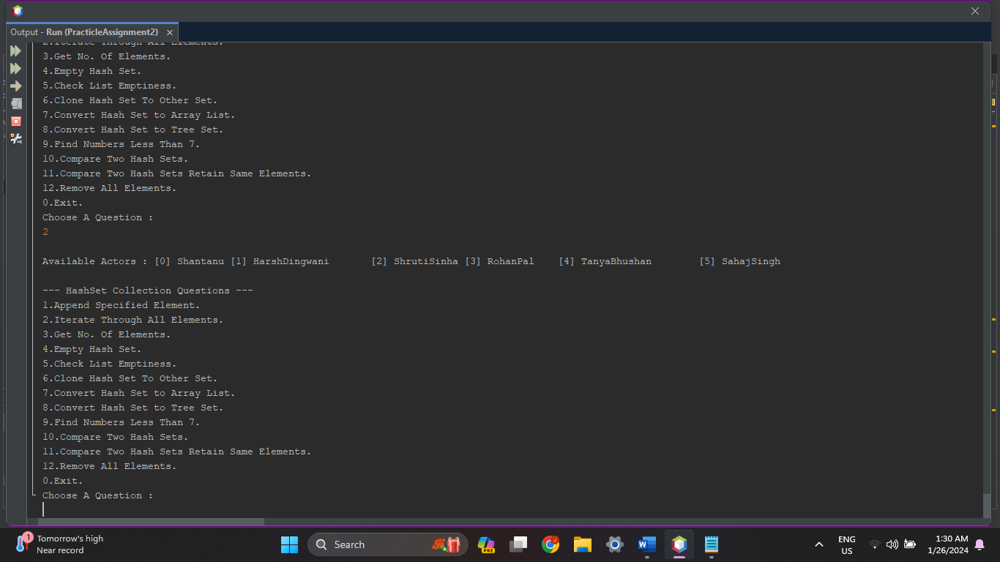 Output - Run (PracticleAssignment2) ×
2.Iterate Through All Elements.
3.Get No. Of Elements.
4.Empty Hash Set.
5.Check List Emptiness.
6.Clone Hash Set To Other Set.
7.Convert Hash Set to Array List.
8.Convert Hash Set to Tree Set.
9.Find Numbers Less Than 7.
10.Compare Two Hash Sets.
11.Compare Two Hash Sets Retain Same Elements.
12.Remove All Elements.
0.Exit.
Choose A Question :
2
Available Actors : [0] Shantanu [1] HarshDingwani [2] ShrutiSinha [3] RohanPal [4] TanyaBhushan [5] SahajSingh
--- HashSet Collection Questions ---
1.Append Specified Element.
2.Iterate Through All Elements.
3.Get No. Of Elements.
4.Empty Hash Set.
5.Check List Emptiness.
6.Clone Hash Set To Other Set.
7.Convert Hash Set to Array List.
8.Convert Hash Set to Tree Set.
9.Find Numbers Less Than 7.
10.Compare Two Hash Sets.
11.Compare Two Hash Sets Retain Same Elements.
12.Remove All Elements.
0.Exit.
Choose A Question :
1
Tomorrow's high
Near record
Search
PRE
ENG
US
1:30 AM
1/26/2024